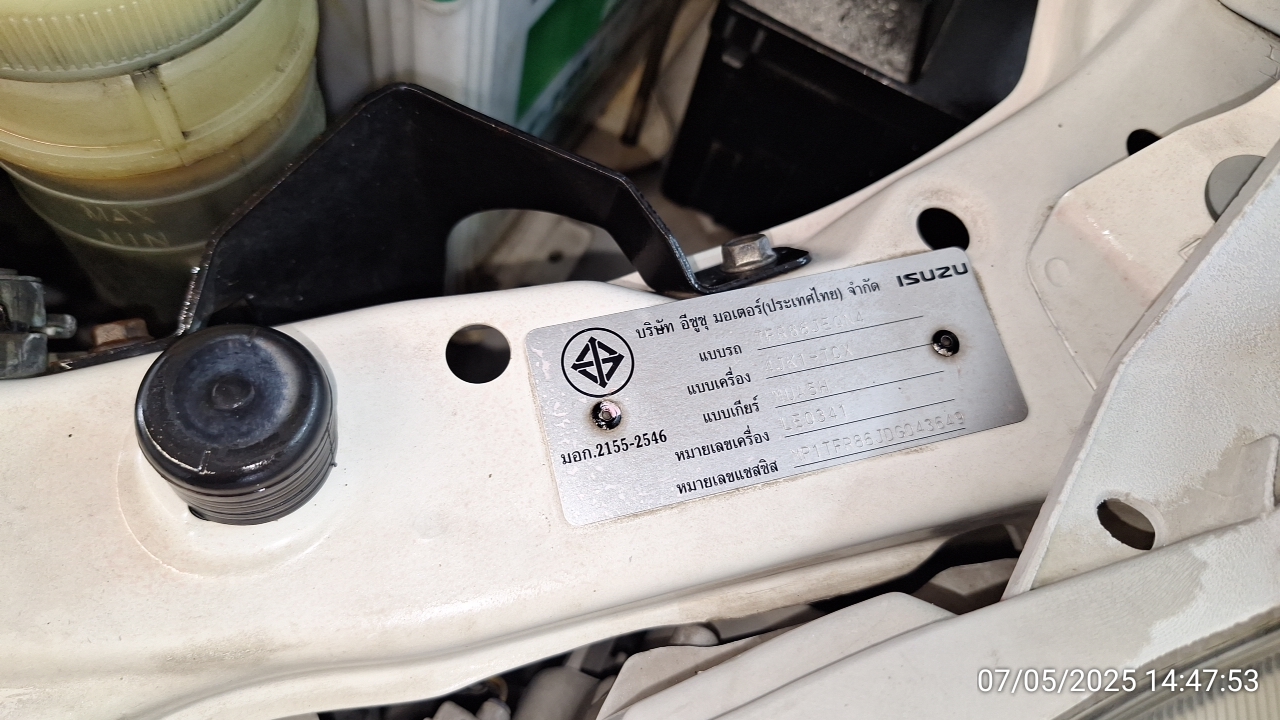 MAX
MIN
บริษัท อีซูซุ มอเตอร์(ประเทศไทย) จำกัด ISUZU
แบบรถ
แบบเครื่อง 4JK1-TCX
แบบเกียร์
หมายเลขเครื่อง
มอก.2155-2546
หมายเลขแชสซิส
07/05/2025 14:47:53